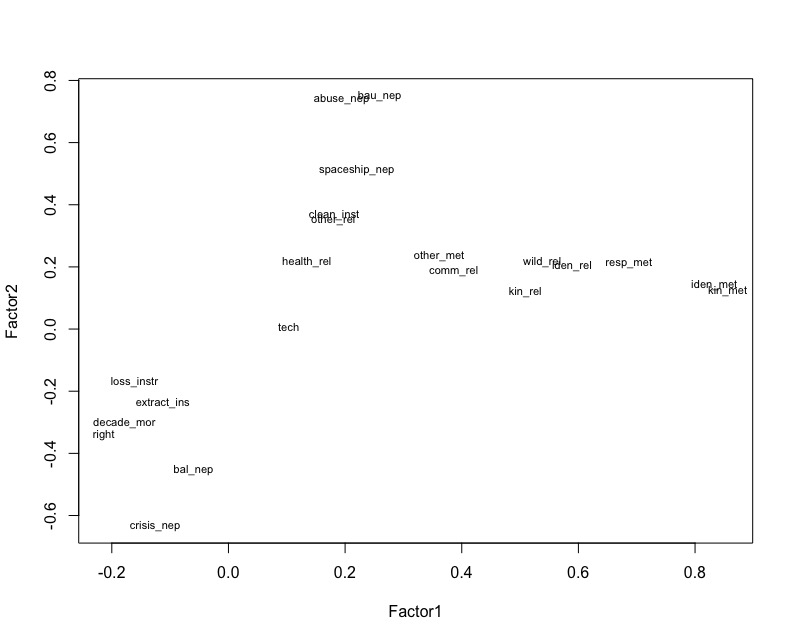 0.8
bau_nep
abuse_nep
0.6
spaceship_nep
0.4
clean_inst
other_rel
other_met
health_rel
wild_rel
resp_met
iden_rel
0.2
comm_rel
iden_met
kin_rel
kin_met
tech
0.0
Factor2
loss_instr
-0.2
extract_ins
decade_mor
right
-0.4
bal_nep
crisis_nep
-0.6
-0.2 0.0 0.2 0.4 0.6 0.8
Factor1